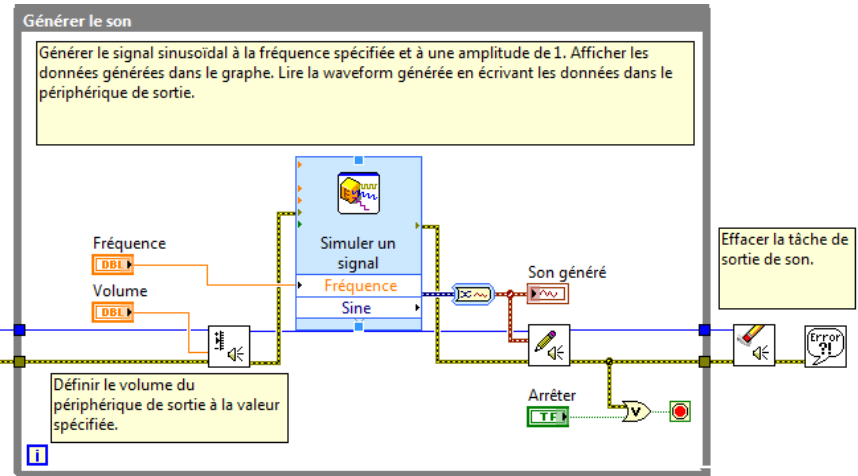 Générer le son
Générer le signal sinusoïdal à la fréquence spécifiée et à une amplitude de 1. Afficher les
données générées dans le graphe. Lire la waveform générée en écrivant les données dans le
périphérique de sortie.
Fréquence
DBL
Volume
DBL
Simuler un
signal
Fréquence
Sine
Son généré
Effacer la tâche de
sortie de son.
Error
?!
Définir le volume du
périphérique de sortie à la valeur
spécifiée.
Arrêter
TF
V
i